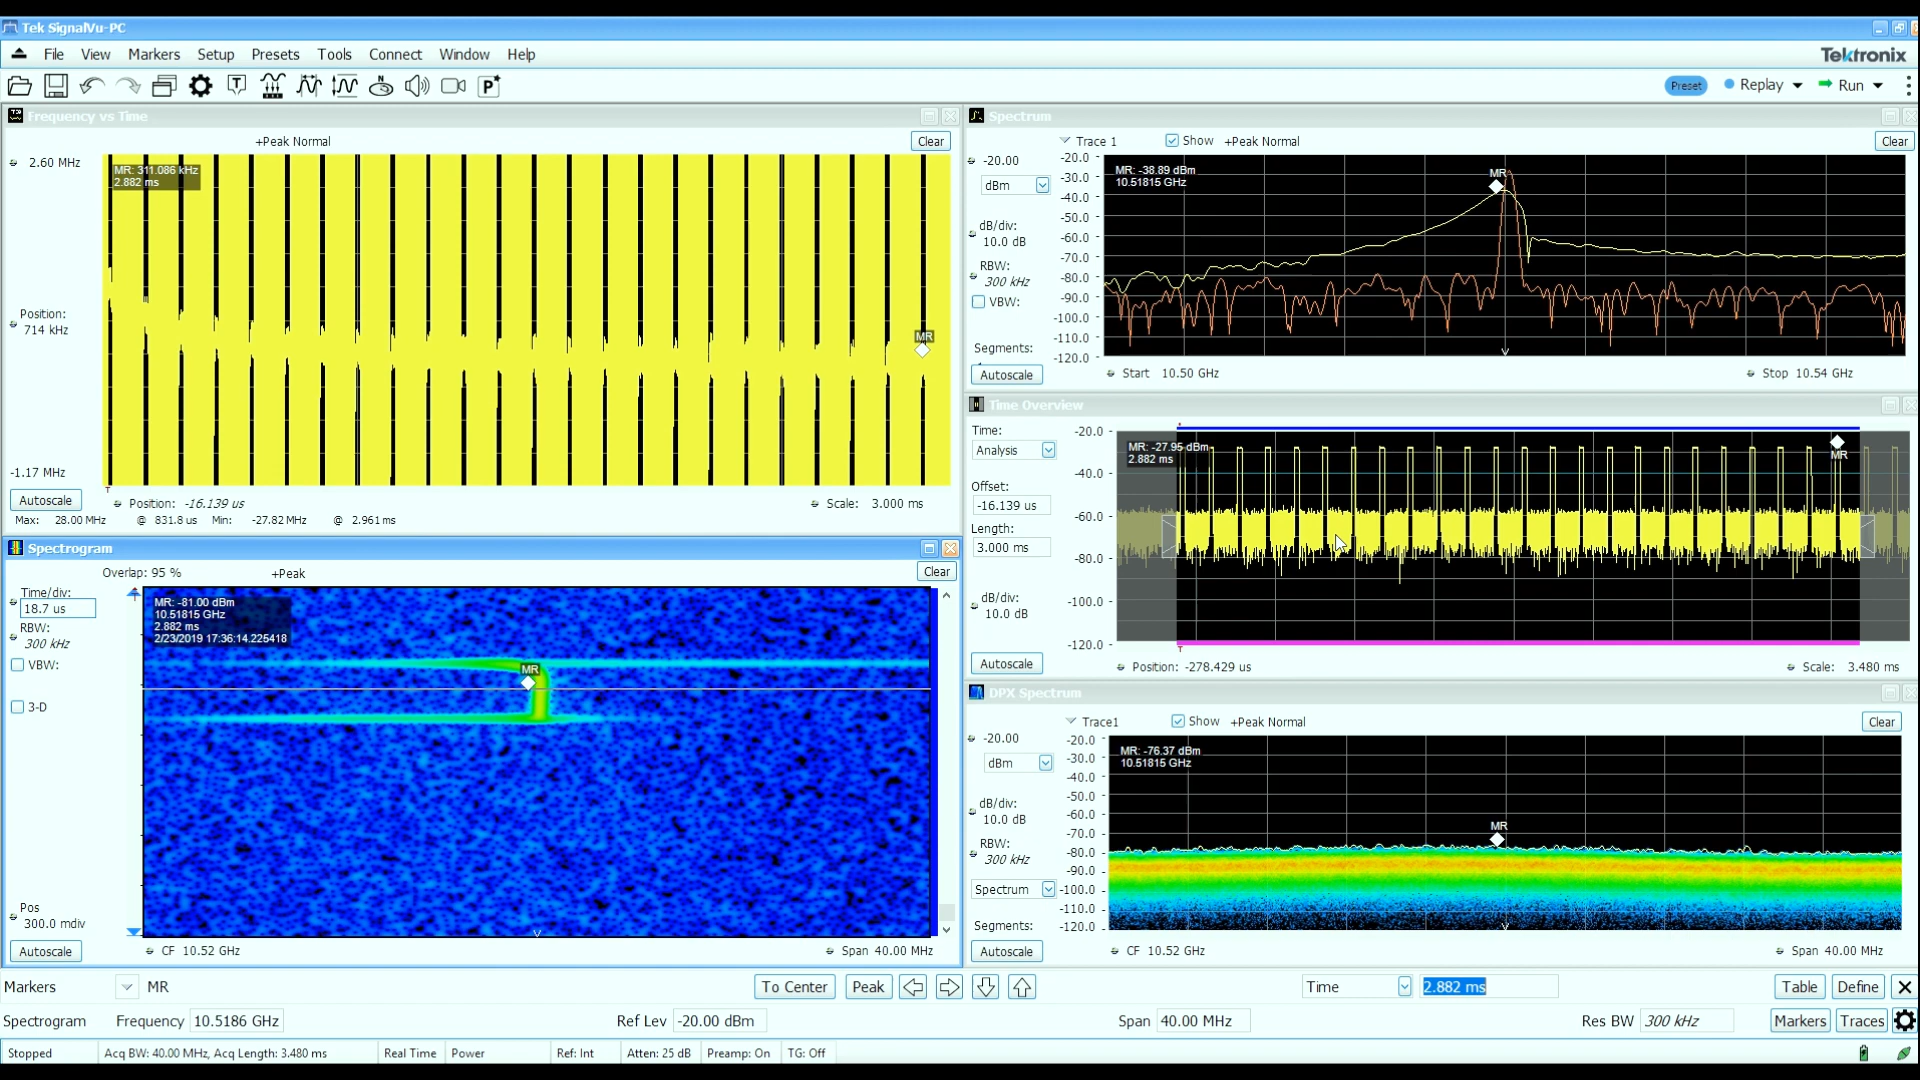 Tek SignalVu-PC
File View Markers Setup Presets Tools Connect Window Help
Tektronix
Preset Replay Run
Frequency vs Time
+Peak Normal
Clear
2.60 MHz
MR: 311.086 kHz
2.882 ms
Position:
714 kHz
MR
-1.17 MHz
Autoscale
Position: -16.139 us
Scale: 3.000 ms
Max: 28.00 MHz @ 831.8 us Min: -27.82 MHz @ 2.961 ms
Spectrum
Trace 1 Show +Peak Normal
Clear
-20.00
dBm
dB/div:
10.0 dB
RBW:
300 kHz
VBW:
Segments:
Autoscale
-20.0
-30.0
-40.0
-50.0
-60.0
-70.0
-80.0
-90.0
-100.0
-110.0
-120.0
MR: -38.89 dBm
10.51815 GHz
MR
Start 10.50 GHz
Stop 10.54 GHz
Time Overview
Time:
Analysis
Offset:
-16.139 us
Length:
3.000 ms
dB/div:
10.0 dB
Autoscale
-20.0
-40.0
-60.0
-80.0
-100.0
-120.0
MR: -27.95 dBm
2.882 ms
MR
Position: -278.429 us
Scale: 3.480 ms
Spectrogram
Overlap: 95 %
+Peak
Clear
Time/div:
18.7 us
RBW:
300 kHz
VBW:
3-D
Pos
300.0 mdiv
Autoscale
MR: -81.00 dBm
10.51815 GHz
2.882 ms
2/23/2019 17:36:14.225418
MR
CF 10.52 GHz
Span 40.00 MHz
DPX Spectrum
Trace1 Show +Peak Normal
Clear
-20.00
dBm
dB/div:
10.0 dB
RBW:
300 kHz
Spectrum
Segments:
Autoscale
-20.0
-30.0
-40.0
-50.0
-60.0
-70.0
-80.0
-90.0
-100.0
-110.0
-120.0
MR: -76.37 dBm
10.51815 GHz
MR
CF 10.52 GHz
Span 40.00 MHz
Markers MR To Center Peak Time 2.882 ms Table Define
Spectrogram Frequency 10.5186 GHz Ref Lev -20.00 dBm Span 40.00 MHz Res BW 300 kHz Markers Traces
Stopped Acq BW: 40.00 MHz, Acq Length: 3.480 ms Real Time Power Ref: Int Atten: 25 dB Preamp: On TG: Off